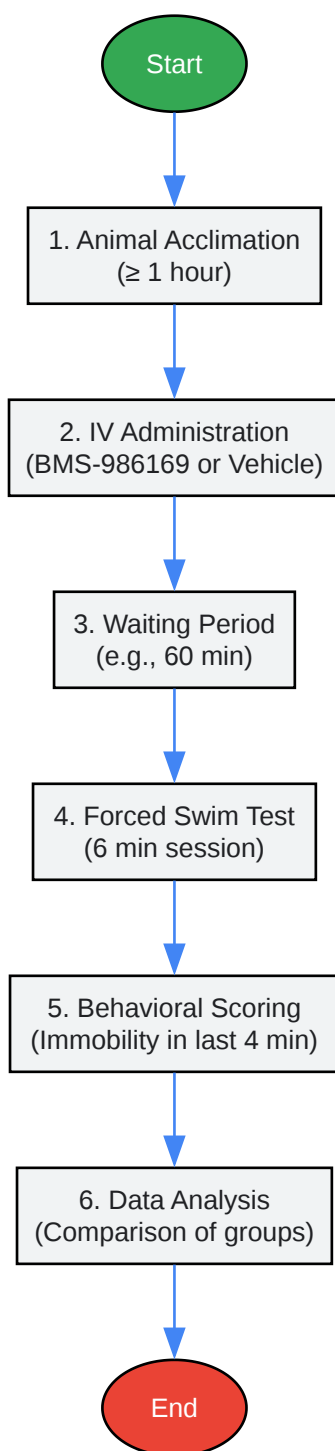 Start
1. Animal Acclimation
(≥ 1 hour)
2. IV Administration
(BMS-986169 or Vehicle)
3. Waiting Period
(e.g., 60 min)
4. Forced Swim Test
(6 min session)
5. Behavioral Scoring
(Immobility in last 4 min)
6. Data Analysis
(Comparison of groups)
End